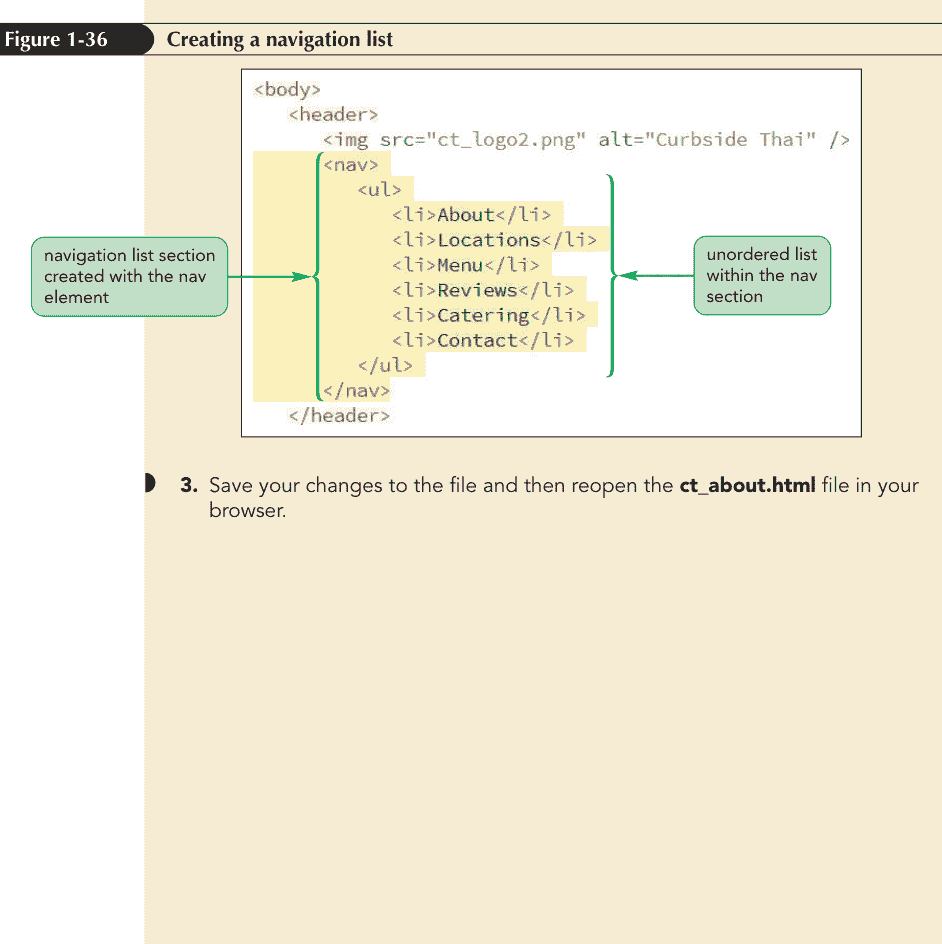 Figure 1-36 Creating a navigation list
<body>
<header>
<img src="ct_logo2.png" alt="Curbside Thai" />
<nav>
<ul>
<li>About</li>
<li>Locations</li>
<li>Menu</li>
<li>Reviews</li>
<li>Catering</li>
<li>Contact</li>
</ul>
</nav>
</header>
navigation list section
created with the nav
element
unordered list
within the nav
section
3. Save your changes to the file and then reopen the ct_about.html file in your
browser.